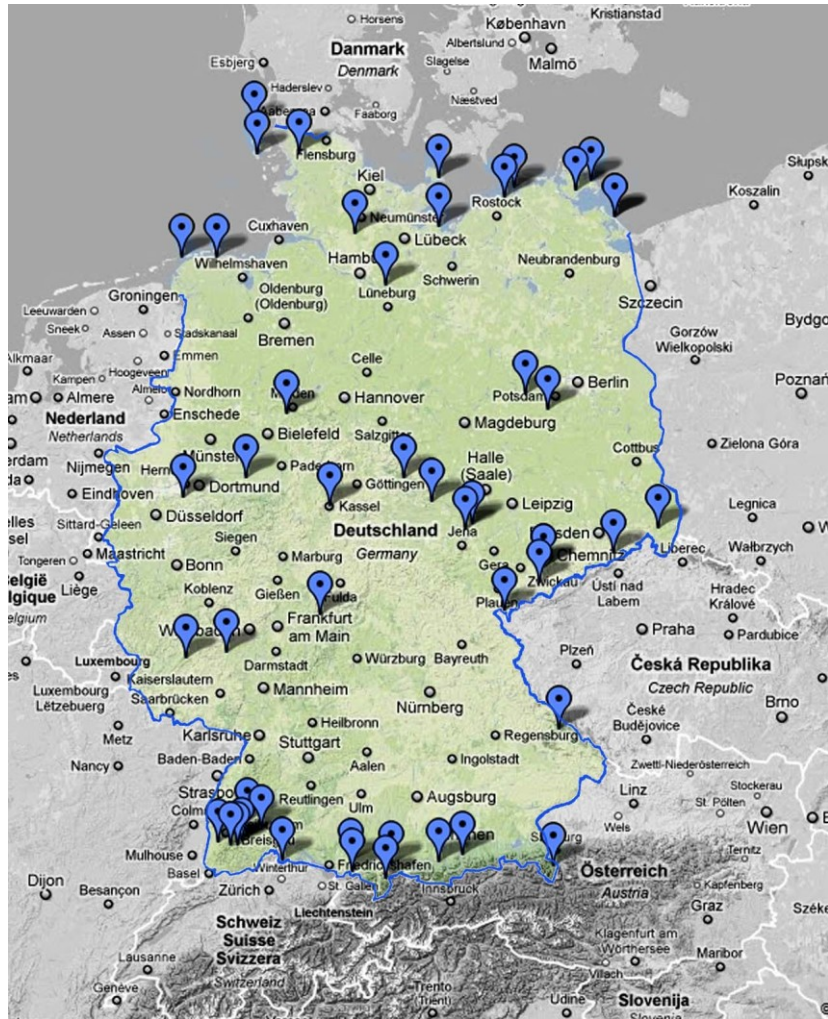 Horsens
København
Kristianstad
Danmark
Denmark
Albertslund
Malmö
Esbjerg
Slagelse
Haderslev
Næstved
Faaborg
Flensburg
Kiel
Słupsk
Koszalin
Rostock
Neumünster
Cuxhaven
Lübeck
Wilhelmshaven
Schwerin
Neubrandenburg
Szczecin
Groningen
Oldenburg
(Oldenburg)
Lüneburg
Leeuwarden
Sneek
Assen
Stadskanaal
Bremen
Gorzów
Wielkopolski
Emmen
Alkmaar
Hoogeveen
Celle
Kampen
Nordhorn
Berlin
Almere
Hannover
Potsdam
Nederland
Netherlands
Enschede
Magdeburg
Bielefeld
Salzgitter
Zielona Góra
Cottbus
Nijmegen
Münster
Halle
(Saale)
Göttingen
Eindhoven
Dortmund
Kassel
Leipzig
Legnica
Düsseldorf
Deutschland
Germany
Sittard-Geleen
Siegen
Jena
Maastricht
Marburg
Chemnitz
Liberec
Wałbrzych
Tongeren
Bonn
Gera
Zwickau
Liège
Gießen
Ústí nad
Labem
Hradec
Králové
Koblenz
Fulda
Plauen
Frankfurt
am Main
Praha
Pardubice
Darmstadt
Würzburg
Bayreuth
Plzeň
Luxembourg
Česká Republika
Czech Republic
Kaiserslautern
Luxembourg
Lëtzebuerg
Saarbrücken
Mannheim
Nürnberg
Brno
České
Budějovice
Metz
Heilbronn
Karlsruhe
Regensburg
Nancy
Baden-Baden
Stuttgart
Aalen
Ingolstadt
Zwettl-Niederösterreich
Stockerau
Reutlingen
Ulm
Augsburg
Linz
St. Pölten
Wels
Wien
Mulhouse
Ternitz
Basel
Winterthur
Friedrichshafen
Dijon
Besançon
Zürich
St. Gallen
Innsbruck
Österreich
Austria
Kapfenberg
Liechtenstein
Graz
Schweiz
Suisse
Svizzera
Switzerland
Klagenfurt am
Wörthersee
Lausanne
Villach
Maribor
Genève
Trento
(Trient)
Udine
Slovenija
Slovenia